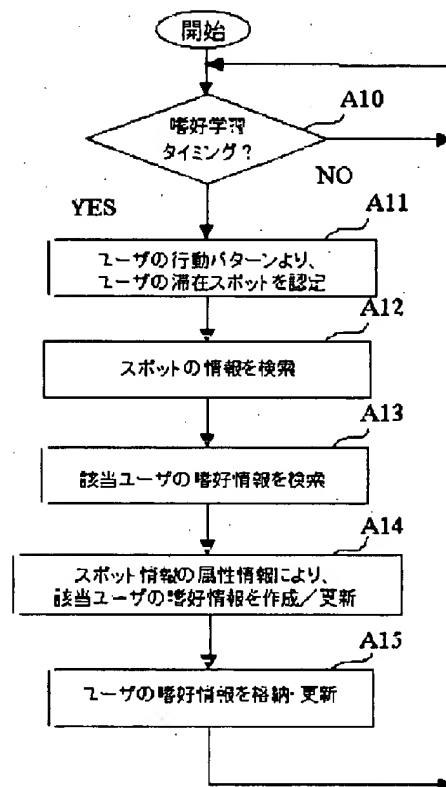 開始
A10
嗜好学習
タイミング?
NO
YES
A11
ユーザの行動パターンより、
ユーザの滞在スポットを認定
A12
スポットの情報を検索
A13
該当ユーザの嗜好情報を検索
A14
スポット情報の属性情報により、
該当ユーザの嗜好情報を作成/更新
A15
ユーザの嗜好情報を格納・更新